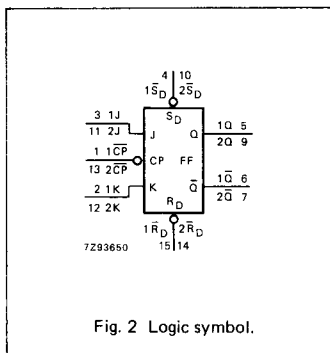 4 10
1S̅D 2S̅D
SD
3 1J
11 2J
J
Q
1Q 5
2Q 9
1 1C̅P̅
13 2C̅P̅
CP FF
2 1K
12 2K
K
Q̅
1Q̅ 6
2Q̅ 7
RD
1R̅D 2R̅D
15 14
7Z93650
Fig. 2 Logic symbol.